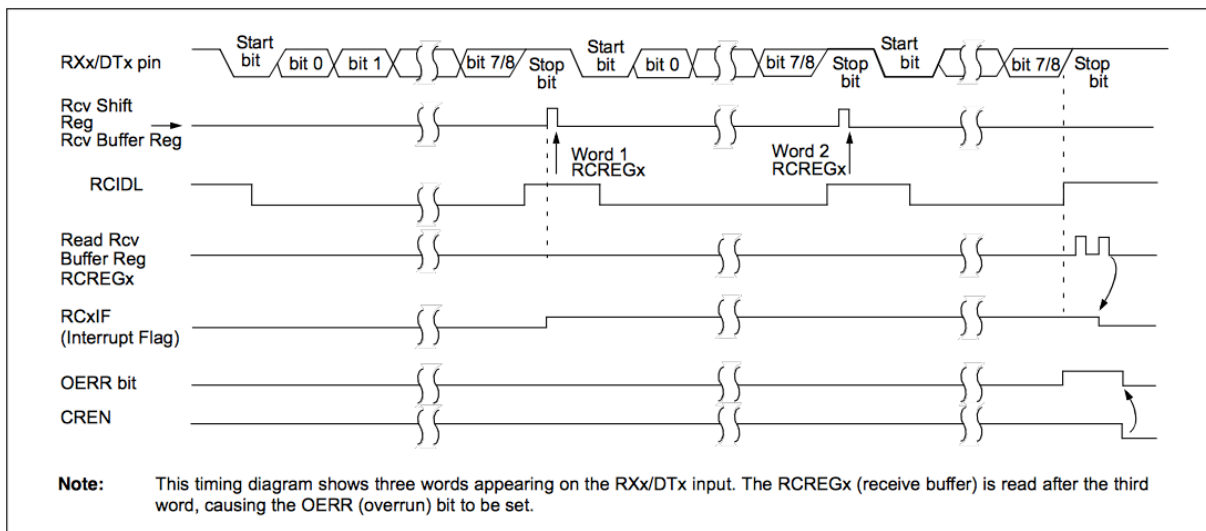 RXx/DTx pin
Start bit
bit 0
bit 1
bit 7/8
Stop bit
Start bit
bit 0
bit 7/8
Stop bit
Start bit
bit 7/8
Stop bit
Rcv Shift
Reg
Rcv Buffer Reg
Word 1
RCREGx
Word 2
RCREGx
RCIDL
Read Rcv
Buffer Reg
RCREGx
RCxIF
(Interrupt Flag)
OERR bit
CREN
Note: This timing diagram shows three words appearing on the RXx/DTx input. The RCREGx (receive buffer) is read after the third
word, causing the OERR (overrun) bit to be set.